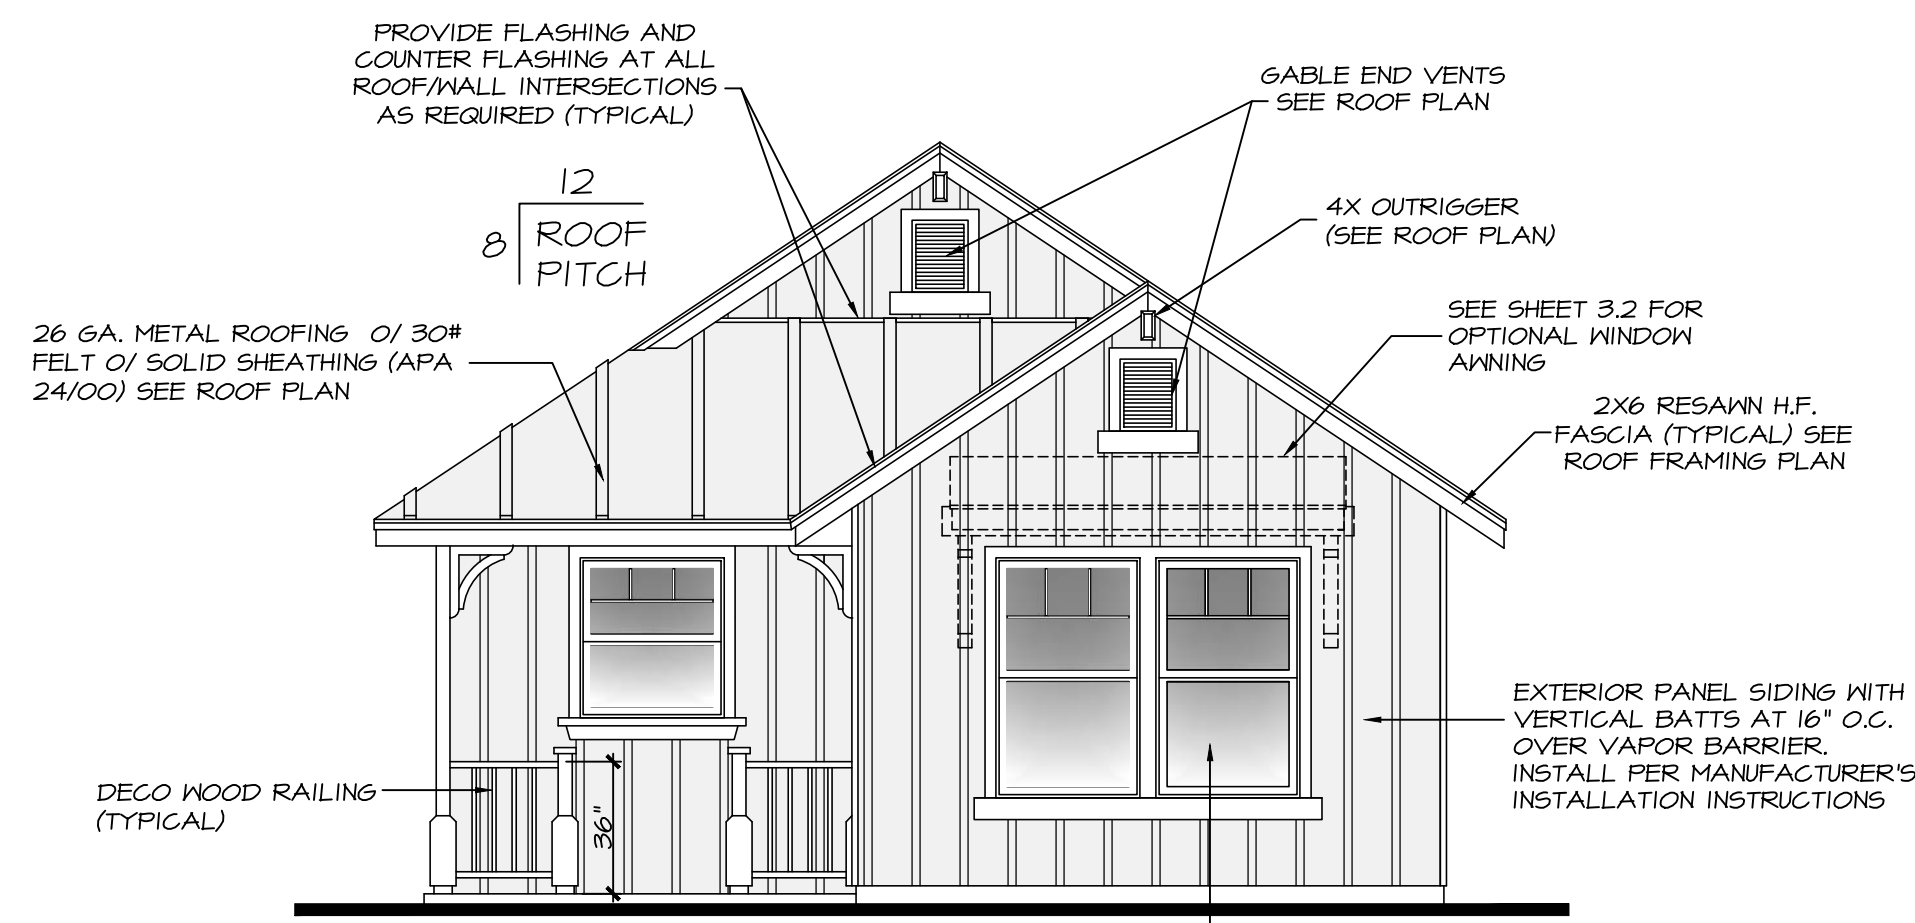 PROVIDE FLASHING AND
COUNTER FLASHING AT ALL
ROOF/WALL INTERSECTIONS
AS REQUIRED (TYPICAL)
GABLE END VENTS
SEE ROOF PLAN
12
8
ROOF
PITCH
4X OUTRIGGER
(SEE ROOF PLAN)
26 GA. METAL ROOFING O/ 30#
FELT O/ SOLID SHEATHING (APA
24/00) SEE ROOF PLAN
SEE SHEET 3.2 FOR
OPTIONAL WINDOW
AWNING
2X6 RESAWN H.F.
FASCIA (TYPICAL) SEE
ROOF FRAMING PLAN
EXTERIOR PANEL SIDING WITH
VERTICAL BATTS AT 16" O.C.
OVER VAPOR BARRIER.
INSTALL PER MANUFACTURER'S
INSTALLATION INSTRUCTIONS
DECO WOOD RAILING
(TYPICAL)
36"